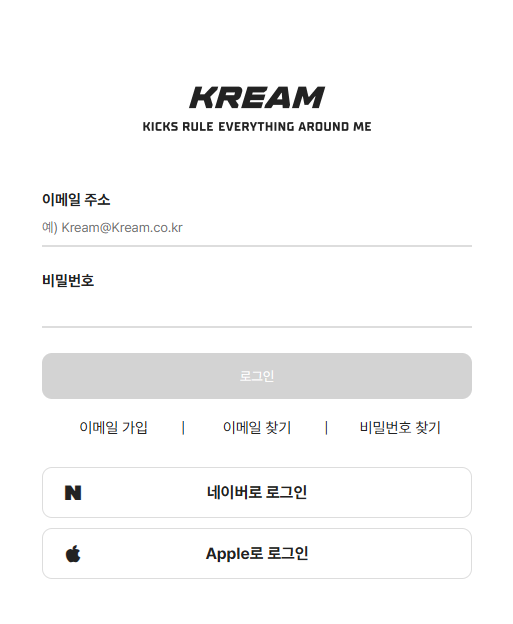 KREAM
KICKS RULE EVERYTHING AROUND ME
이메일 주소
예) Kream@Kream.co.kr
비밀번호
로그인
이메일 가입 | 이메일 찾기 | 비밀번호 찾기
N 네이버로 로그인
Apple로 로그인